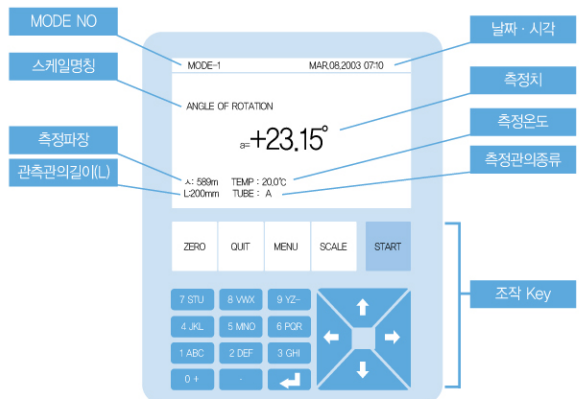 MODE NO
날짜 · 시각
MODE-1 MAR,08,2003 07:10
스케일명칭
측정치
ANGLE OF ROTATION
a= +23.15°
측정온도
측정파장
관측관의길이(L)
측정관의종류
ㅅ: 589m TEMP : 20.0℃
L:200mm TUBE : A
ZERO QUIT MENU SCALE START
조작 Key
7 STU 8 VWX 9 YZ-
4 JKL 5 MNO 6 PQR
1 ABC 2 DEF 3 GHI
0 + .